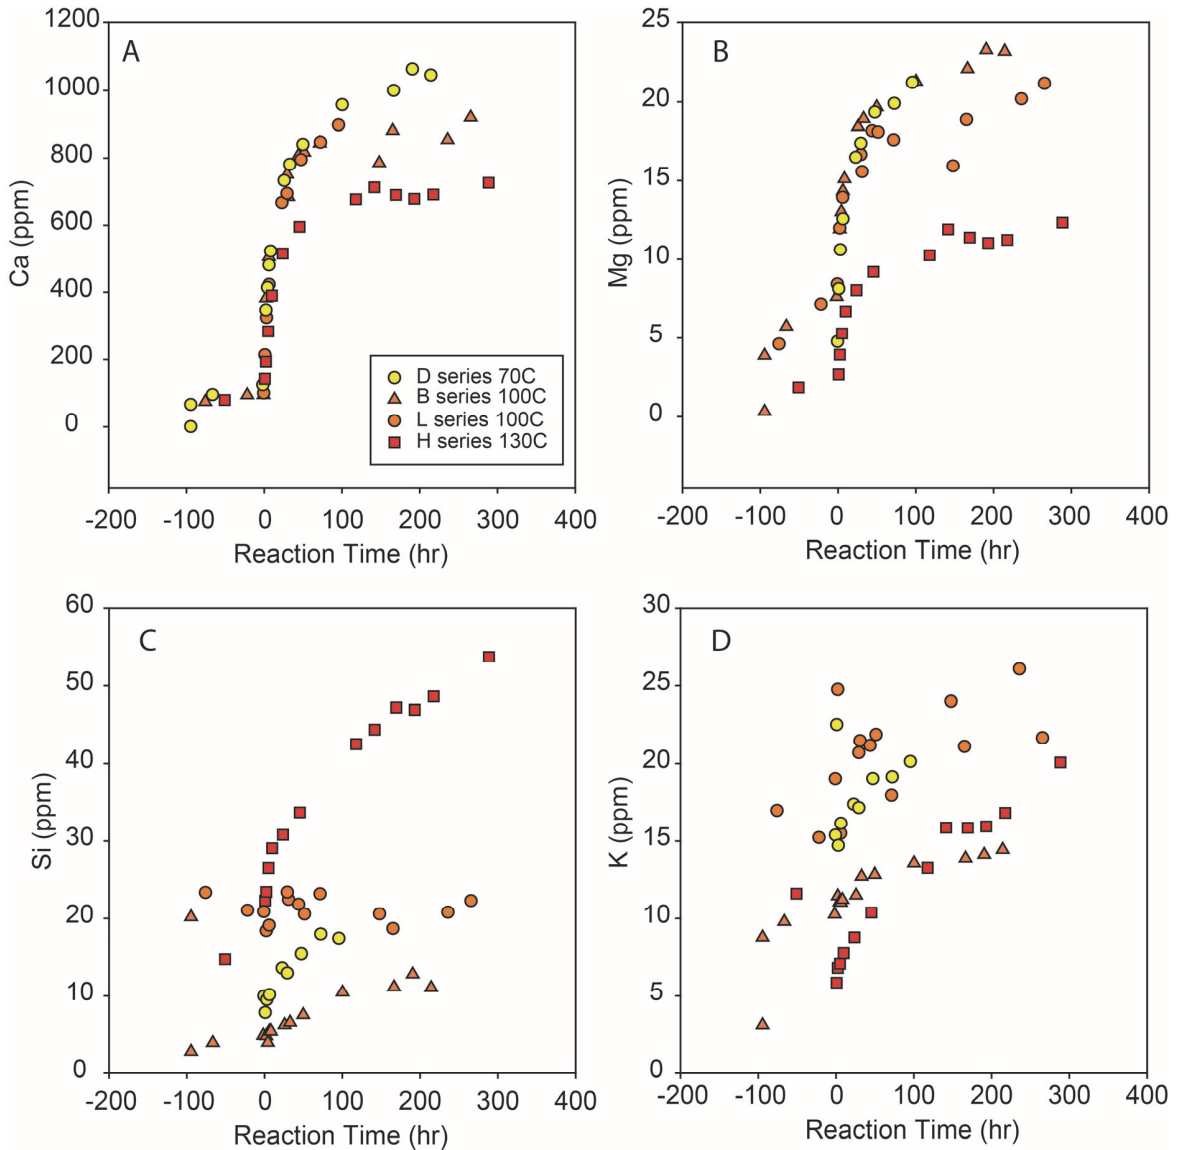 A
Ca (ppm)
1200
1000
800
600
400
200
0
-200 -100 0 100 200 300 400
Reaction Time (hr)
D series 70C
B series 100C
L series 100C
H series 130C
B
Mg (ppm)
25
20
15
10
5
0
-200 -100 0 100 200 300 400
Reaction Time (hr)
C
Si (ppm)
60
50
40
30
20
10
0
-200 -100 0 100 200 300 400
Reaction Time (hr)
D
K (ppm)
30
25
20
15
10
5
0
-200 -100 0 100 200 300 400
Reaction Time (hr)